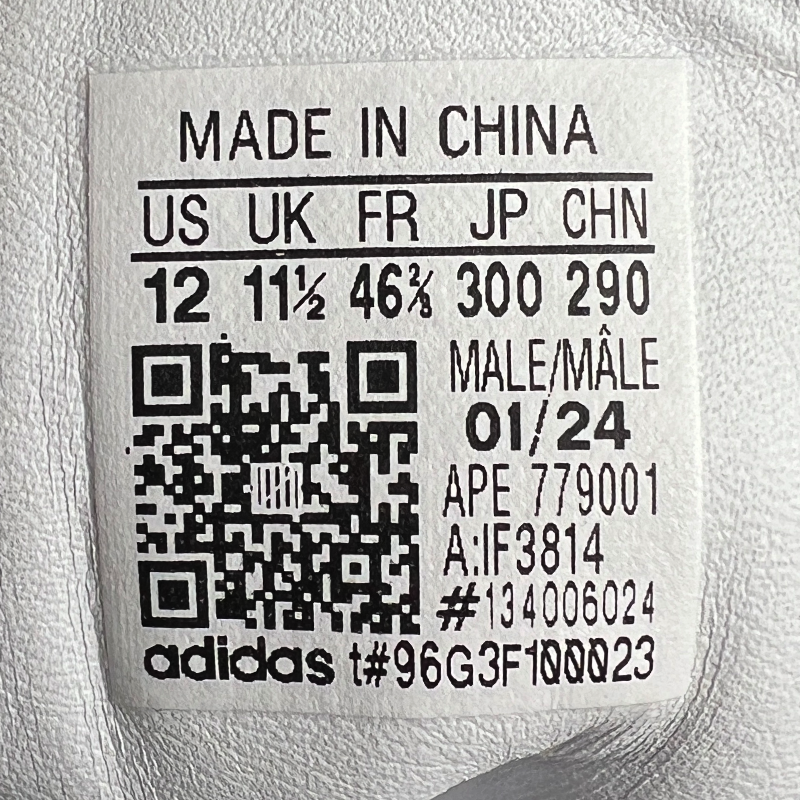 MADE IN CHINA
US UK FR JP CHN
12 11½ 46⅔ 300 290
MALE/MÂLE
01/24
APE 779001
A:IF3814
#134006024
adidas t#96G3F100023